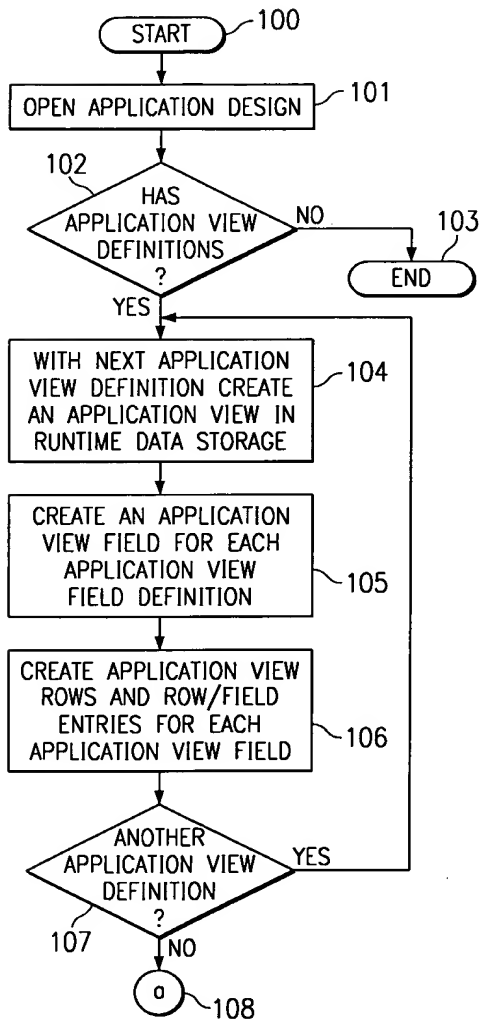 START
100
OPEN APPLICATION DESIGN
101
102
HAS
APPLICATION VIEW
DEFINITIONS
?
NO
103
END
YES
WITH NEXT APPLICATION
VIEW DEFINITION CREATE
AN APPLICATION VIEW IN
RUNTIME DATA STORAGE
104
CREATE AN APPLICATION
VIEW FIELD FOR EACH
APPLICATION VIEW
FIELD DEFINITION
105
CREATE APPLICATION VIEW
ROWS AND ROW/FIELD
ENTRIES FOR EACH
APPLICATION VIEW FIELD
106
ANOTHER
APPLICATION VIEW
DEFINITION
?
YES
107
NO
a
108